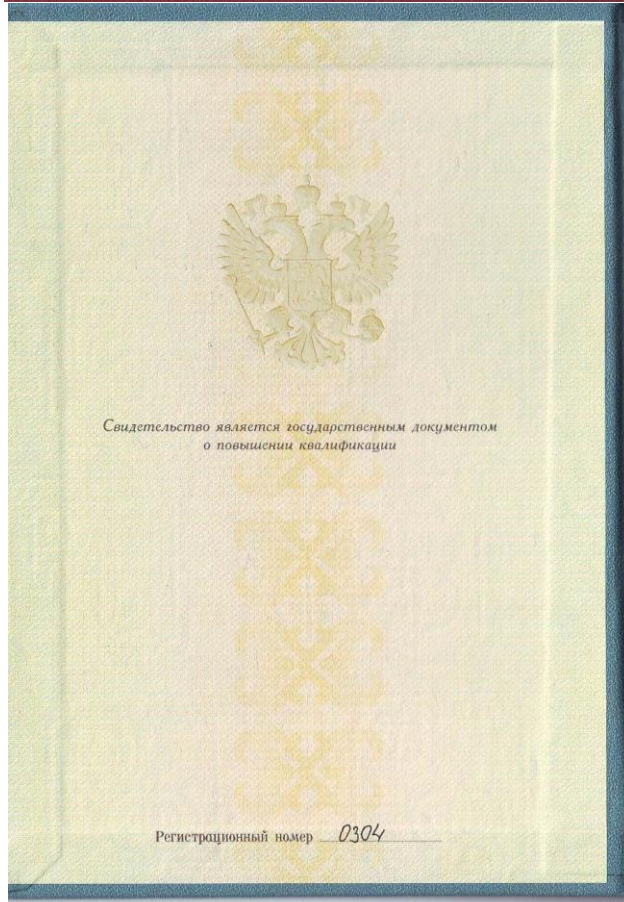 Свидетельство является государственным документом
о повышении квалификации
Регистрационный номер 0304